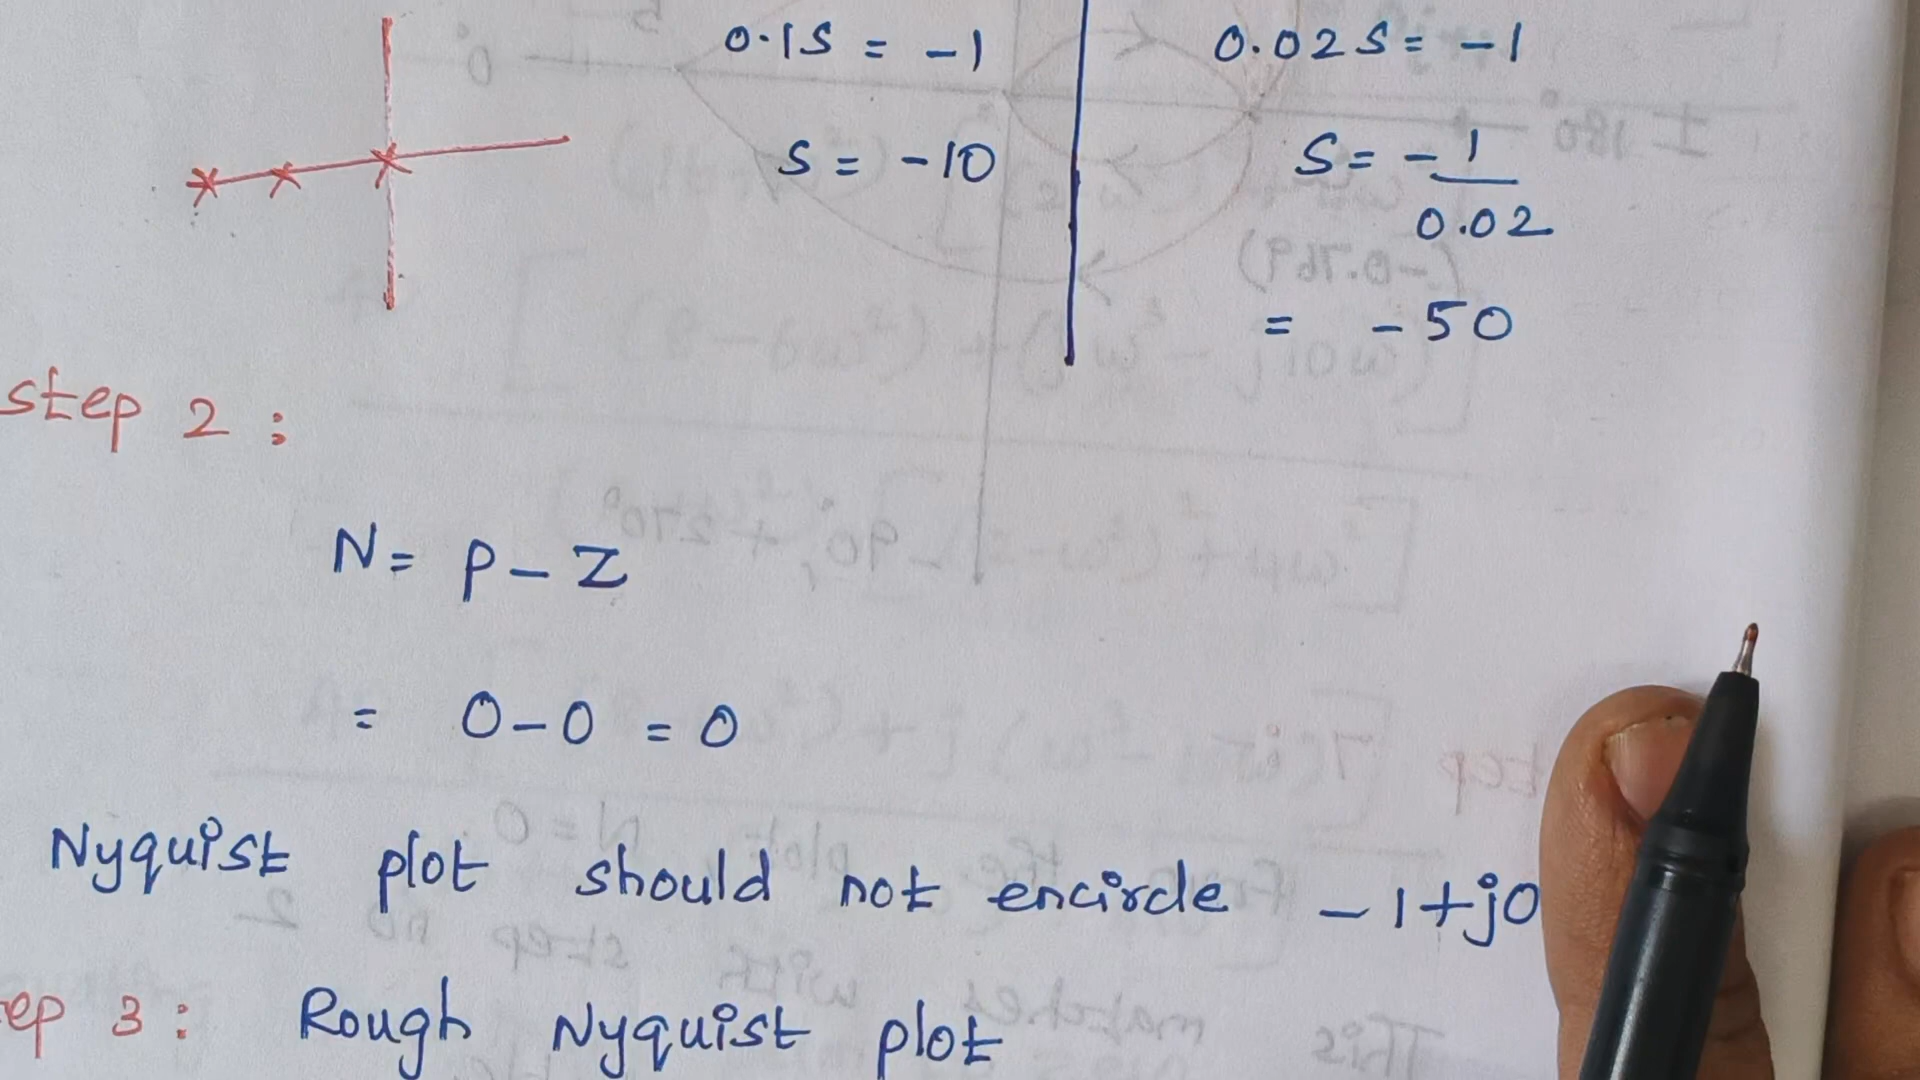 0.1s = -1
s = -10
0.02s = -1
s = -1/0.02
= -50
step 2 :
N = P - Z
= 0 - 0 = 0
Nyquist plot should not encircle -1+j0
ep 3 : Rough Nyquist plot